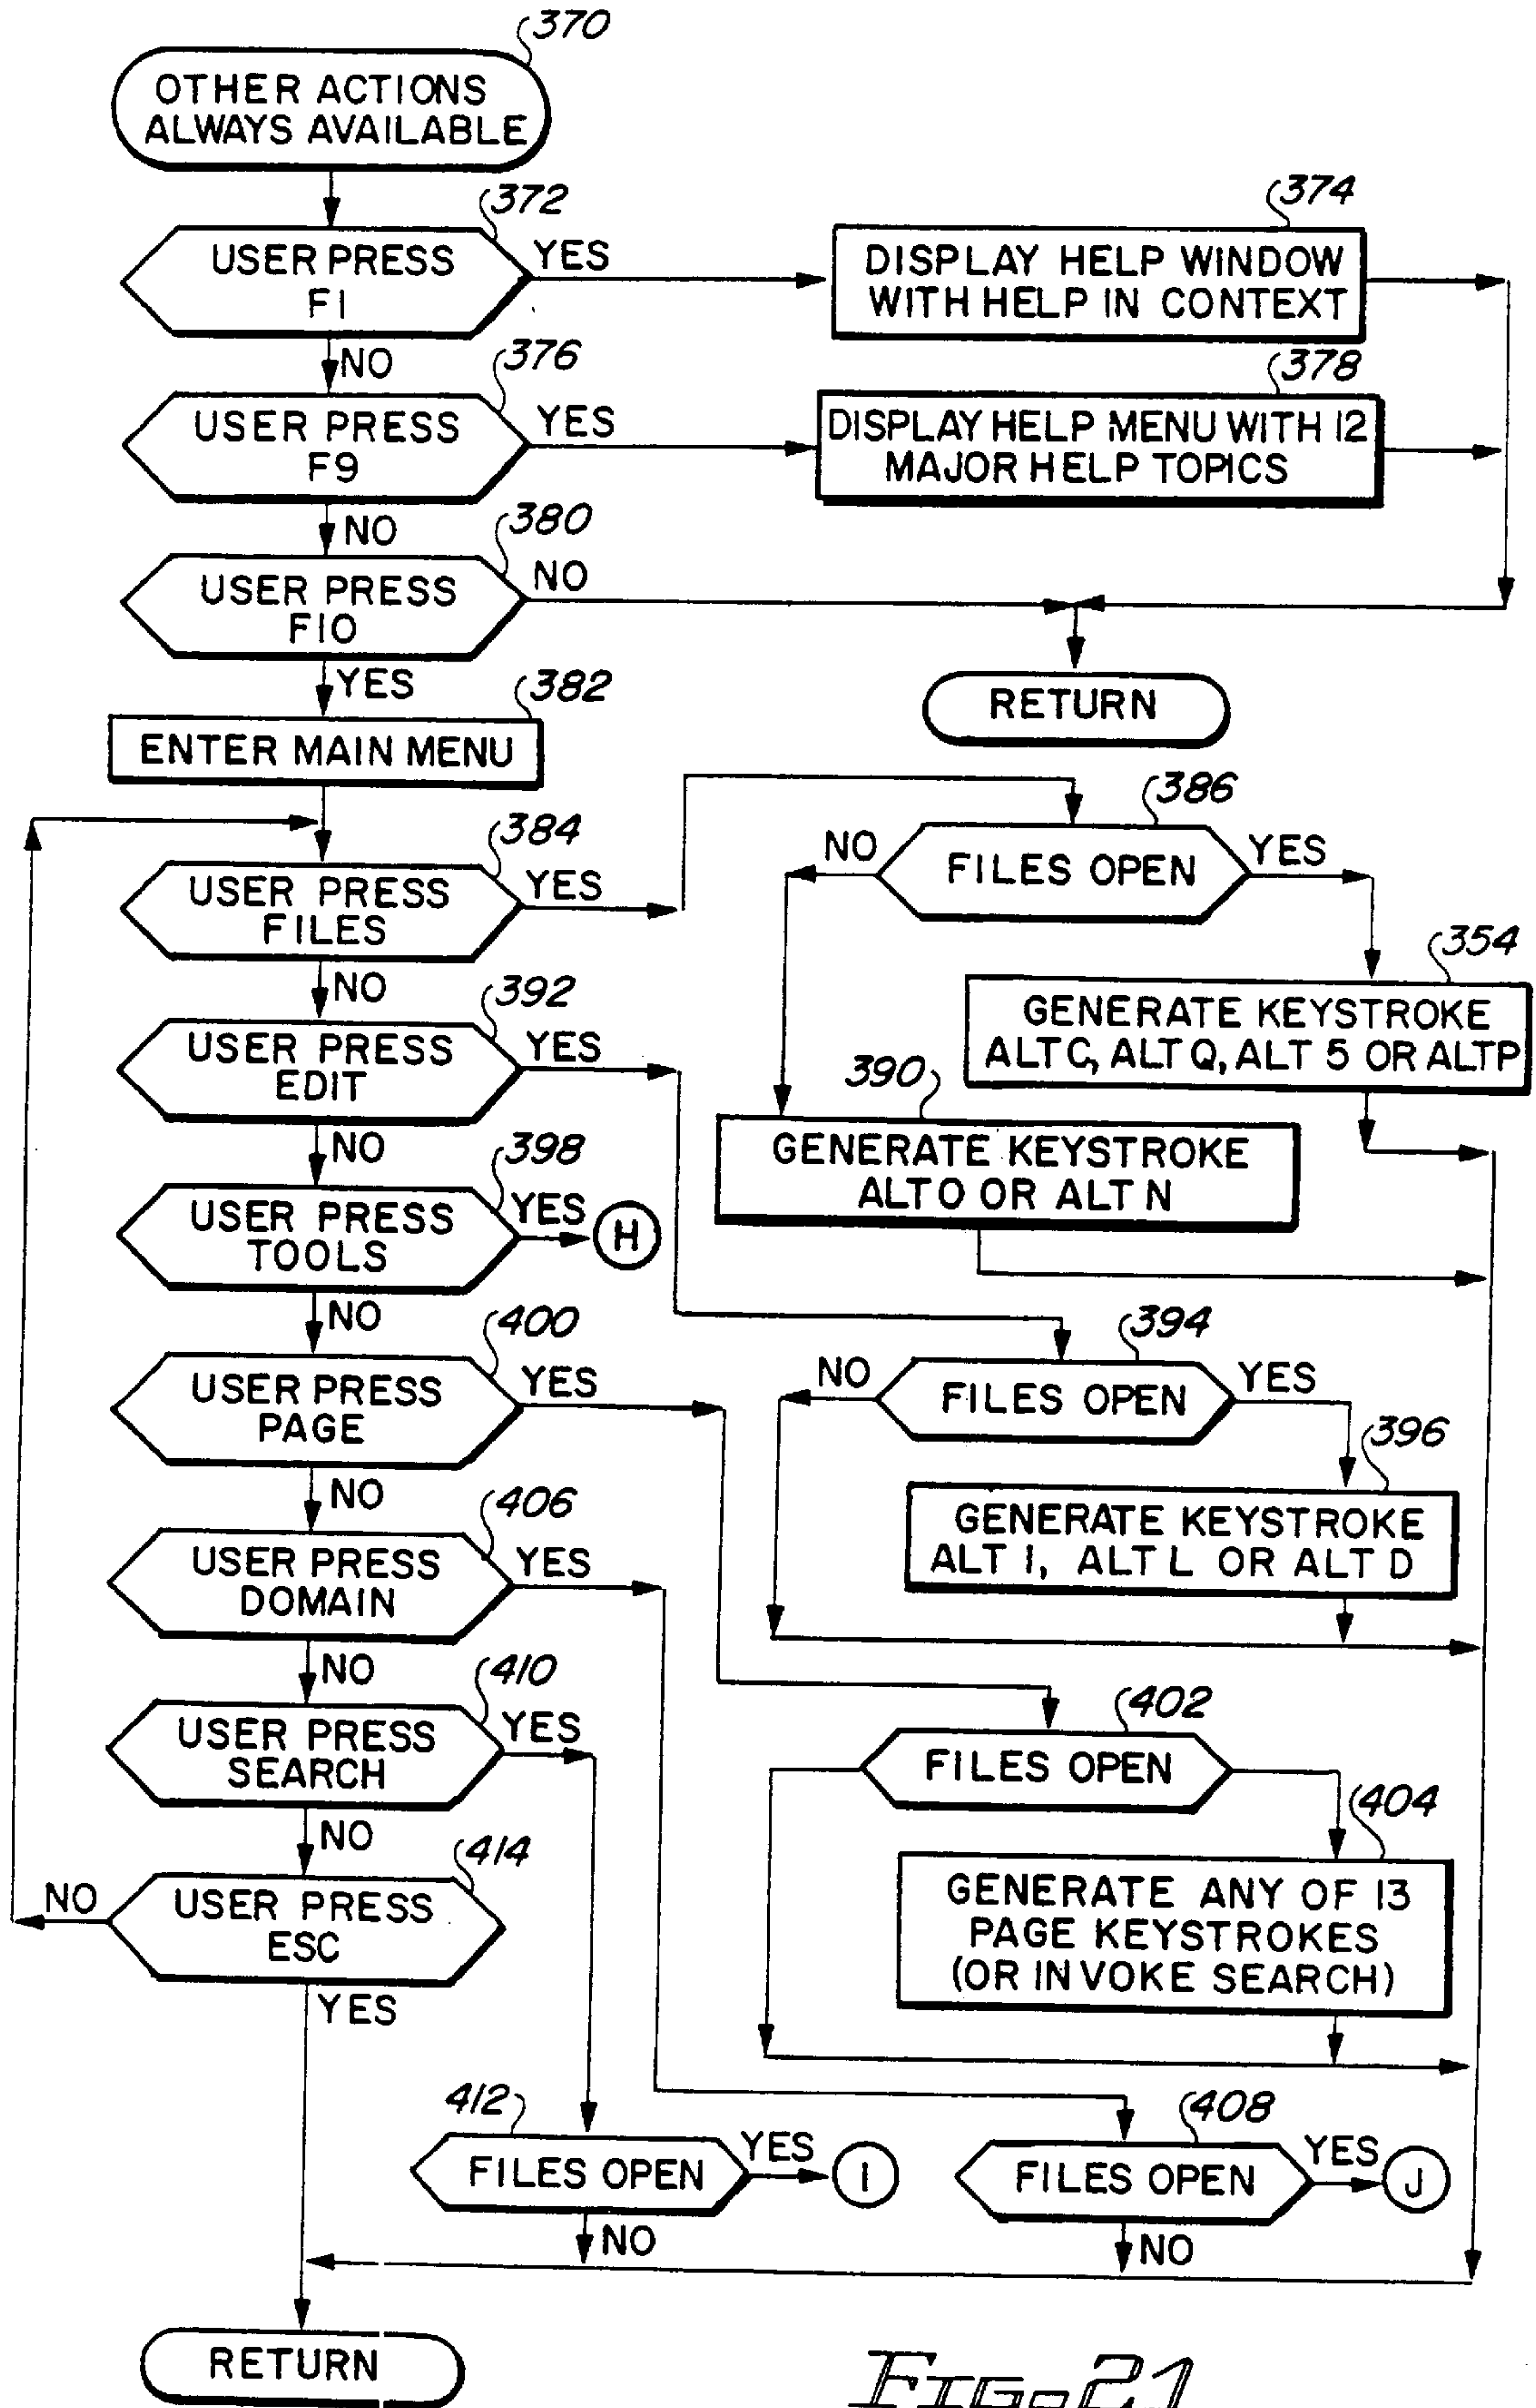 370
OTHER ACTIONS
ALWAYS AVAILABLE
372
USER PRESS
F1
YES
374
DISPLAY HELP WINDOW
WITH HELP IN CONTEXT
NO
376
USER PRESS
F9
YES
378
DISPLAY HELP MENU WITH 12
MAJOR HELP TOPICS
NO
380
USER PRESS
F10
NO
RETURN
YES
382
ENTER MAIN MENU
384
USER PRESS
FILES
YES
386
FILES OPEN
NO
YES
354
GENERATE KEYSTROKE
ALT C, ALT Q, ALT 5 OR ALT P
390
GENERATE KEYSTROKE
ALT O OR ALT N
NO
392
USER PRESS
EDIT
YES
NO
398
USER PRESS
TOOLS
YES
H
394
FILES OPEN
NO
YES
396
GENERATE KEYSTROKE
ALT I, ALT L OR ALT D
NO
400
USER PRESS
PAGE
YES
NO
406
USER PRESS
DOMAIN
YES
402
FILES OPEN
404
GENERATE ANY OF 13
PAGE KEYSTROKES
(OR INVOKE SEARCH)
NO
410
USER PRESS
SEARCH
YES
NO
414
USER PRESS
ESC
NO
YES
412
FILES OPEN
YES
I
NO
408
FILES OPEN
YES
J
NO
RETURN
FIG. 21